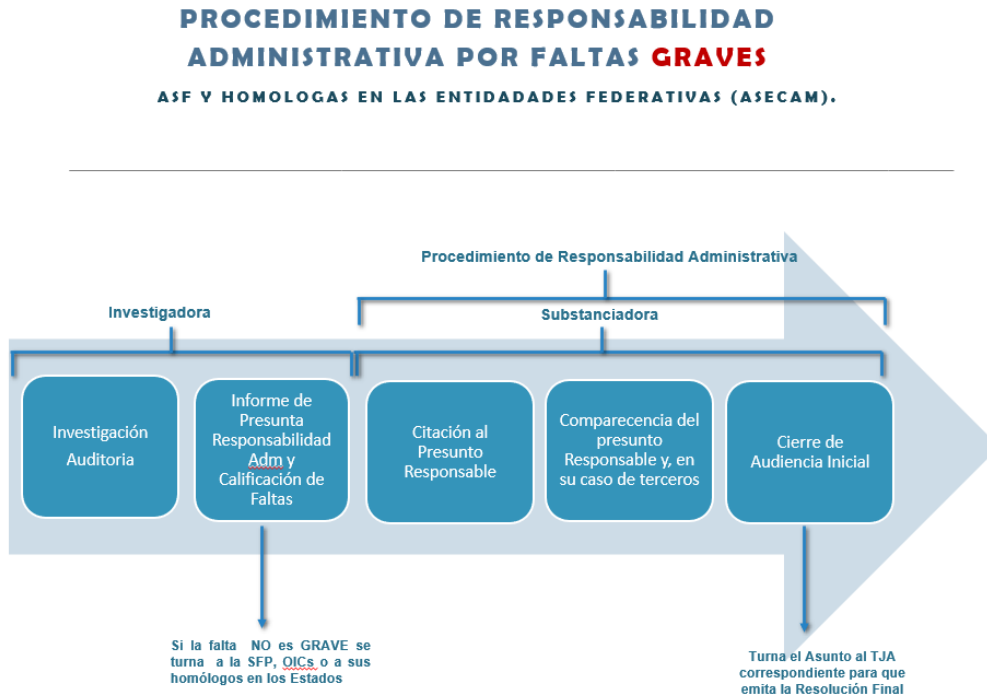 PROCEDIMIENTO DE RESPONSABILIDAD
ADMINISTRATIVA POR FALTAS GRAVES
ASF Y HOMOLOGAS EN LAS ENTIDADADES FEDERATIVAS (ASECAM).
Procedimiento de Responsabilidad Administrativa
Investigadora
Substanciadora
Investigación
Auditoria
Informe de
Presunta
Responsabilidad
Adm y
Calificación de
Faltas
Citación al
Presunto
Responsable
Comparecencia del
presunto
Responsable y, en
su caso de terceros
Cierre de
Audiencia Inicial
Si la falta NO es GRAVE se
turna a la SFP, OICs o a sus
homólogos en los Estados
Turna el Asunto al TJA
correspondiente para que
emita la Resolución Final